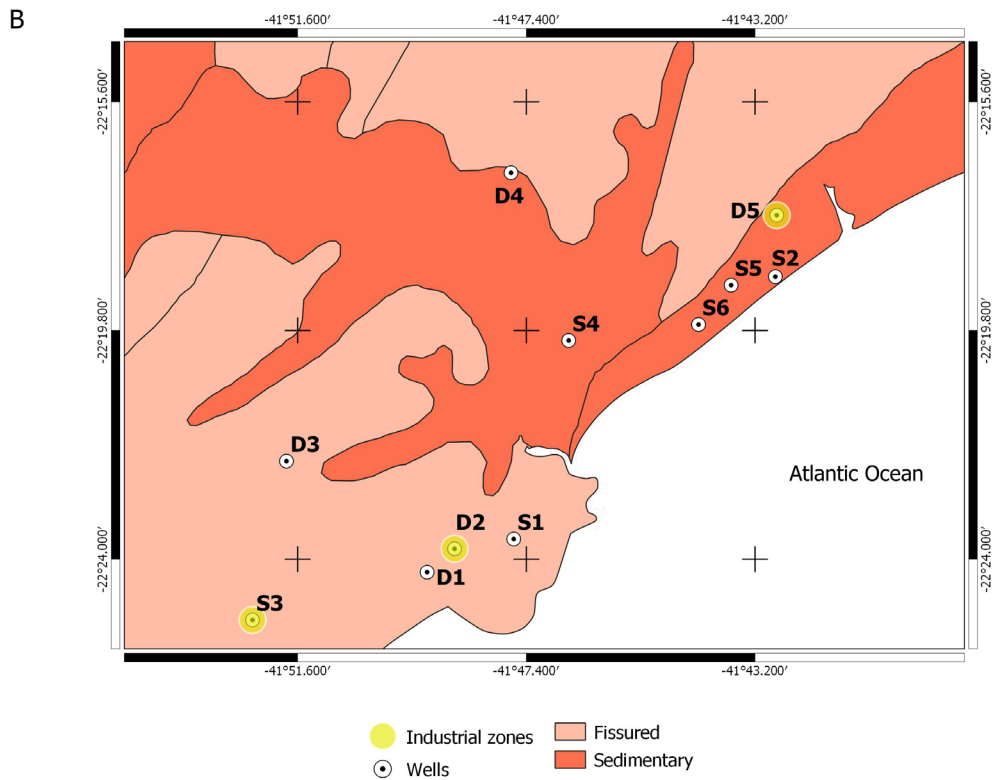 B
-41°51.600' -41°47.400' -41°43.200'
-22°15.600' -22°15.600'
D4
D5
S5 S2
S6
S4
-22°19.800' -22°19.800'
D3
Atlantic Ocean
D2 S1
D1
-22°24.000' -22°24.000'
S3
-41°51.600' -41°47.400' -41°43.200'
Industrial zones Fissured
Wells Sedimentary